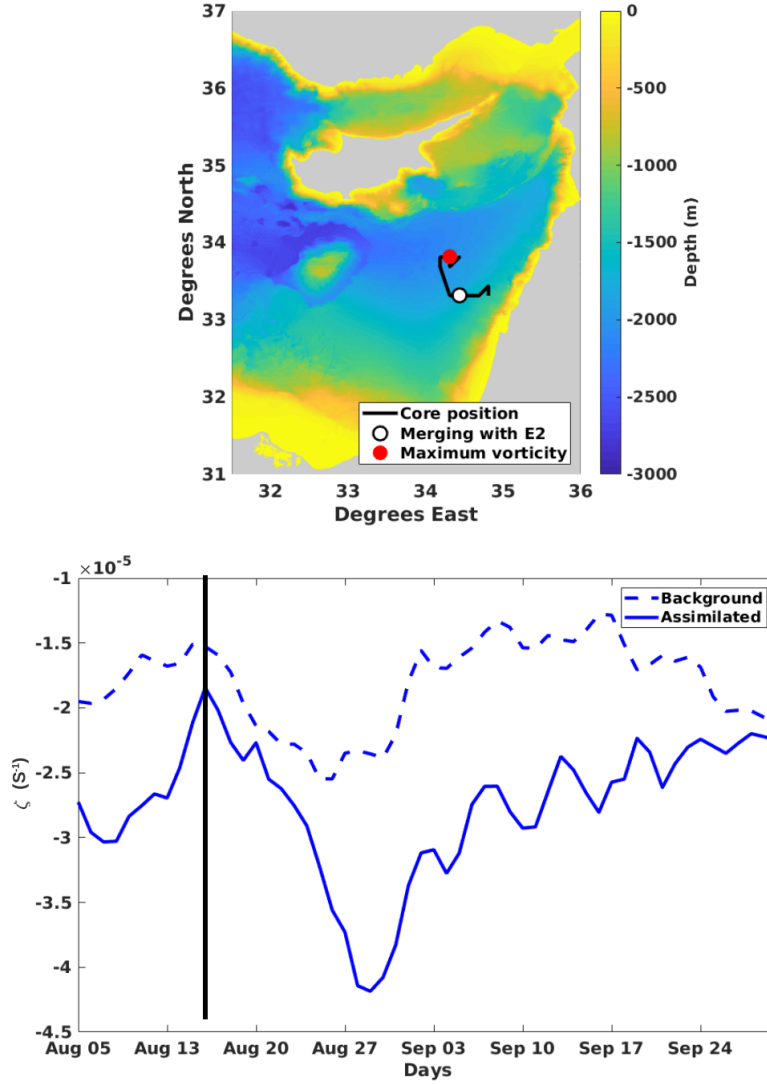 37
36
35
34
33
32
31
Degrees North
32
33
34
35
36
Degrees East
Core position
Merging with E2
Maximum vorticity
0
-500
-1000
-1500
-2000
-2500
-3000
Depth (m)
×10⁻⁵
-1
-1.5
-2
-2.5
-3
-3.5
-4
-4.5
ζ (S⁻¹)
Background
Assimilated
Aug 05
Aug 13
Aug 20
Aug 27
Sep 03
Sep 10
Sep 17
Sep 24
Days